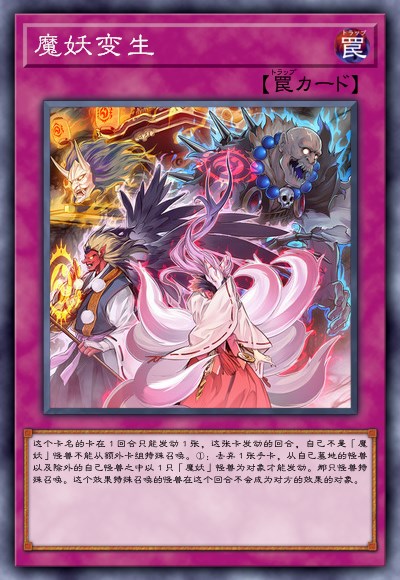 魔妖变生
トラップ
罠
トラップ
【罠カード】
这个卡名的卡在1回合只能发动1张，这张卡发动的回合，自己不是「魔
妖」怪兽不能从额外卡组特殊召唤。①：丢弃1张手卡，从自己墓地的怪兽
以及除外的自己怪兽之中以1只「魔妖」怪兽为对象才能发动。那只怪兽特
殊召唤。这个效果特殊召唤的怪兽在这个回合不会成为对方的效果的对象。